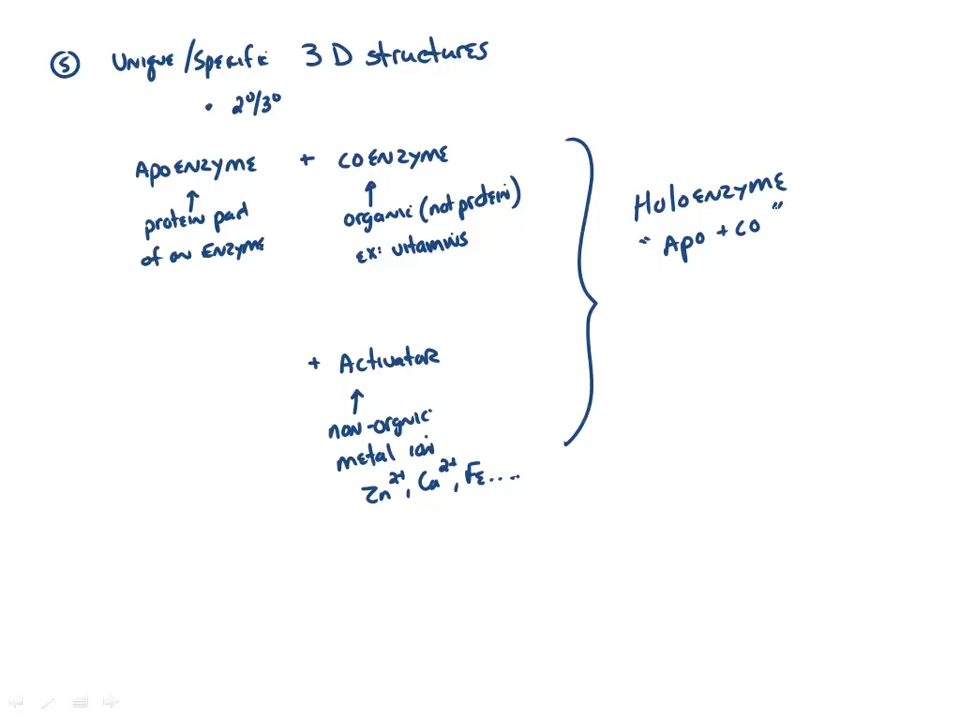 ⑤ Unique/Specific 3D structures
• 2°/3°
Apoenzyme + Coenzyme
↑ protein part of an Enzyme
↑ organic (not protein)
ex: vitamins
Holoenzyme
"Apo + Co"
+ Activator
↑
non-orgnic
metal ion
Zn²⁺, Ca²⁺, Fe....